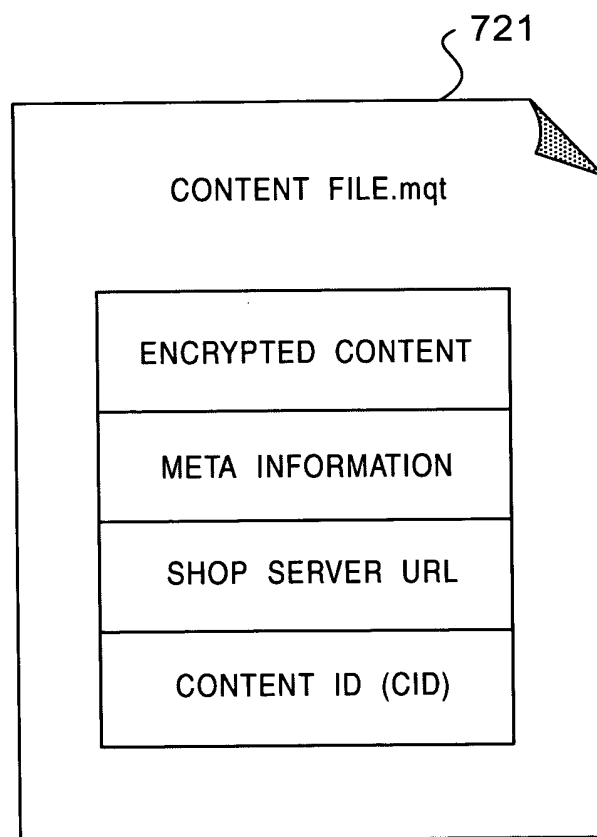 721
CONTENT FILE.mqt
ENCRYPTED CONTENT
META INFORMATION
SHOP SERVER URL
CONTENT ID (CID)